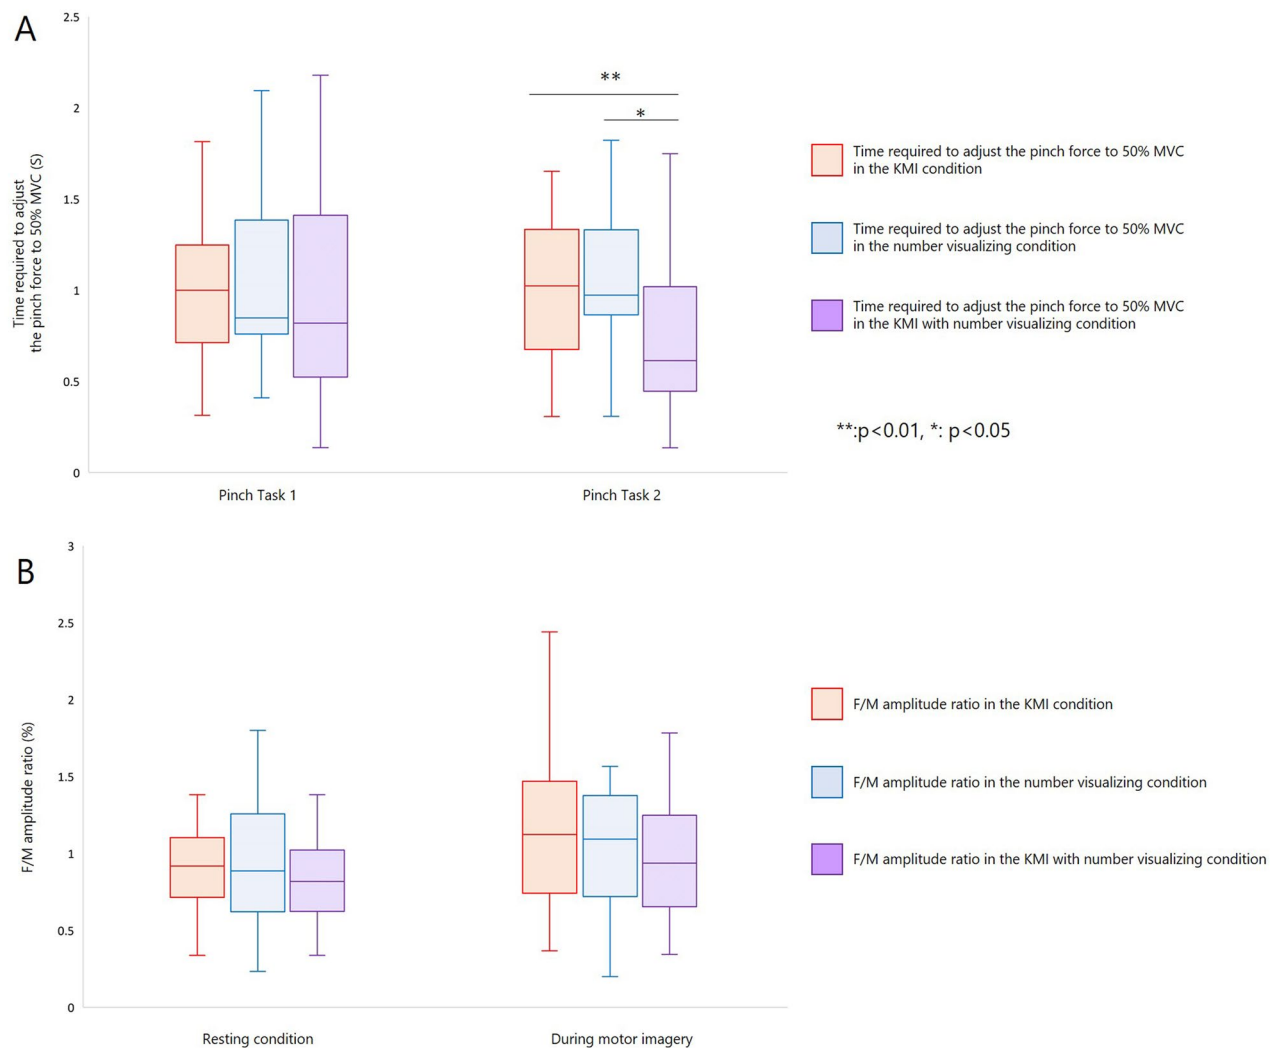 A
2.5
2
1.5
1
0.5
0
Time required to adjust
the pinch force to 50% MVC (S)
**
*
Pinch Task 1
Pinch Task 2
Time required to adjust the pinch force to 50% MVC
in the KMI condition
Time required to adjust the pinch force to 50% MVC
in the number visualizing condition
Time required to adjust the pinch force to 50% MVC
in the KMI with number visualizing condition
**:p<0.01, *: p<0.05
B
3
2.5
2
1.5
1
0.5
0
F/M amplitude ratio (%)
Resting condition
During motor imagery
F/M amplitude ratio in the KMI condition
F/M amplitude ratio in the number visualizing condition
F/M amplitude ratio in the KMI with number visualizing condition